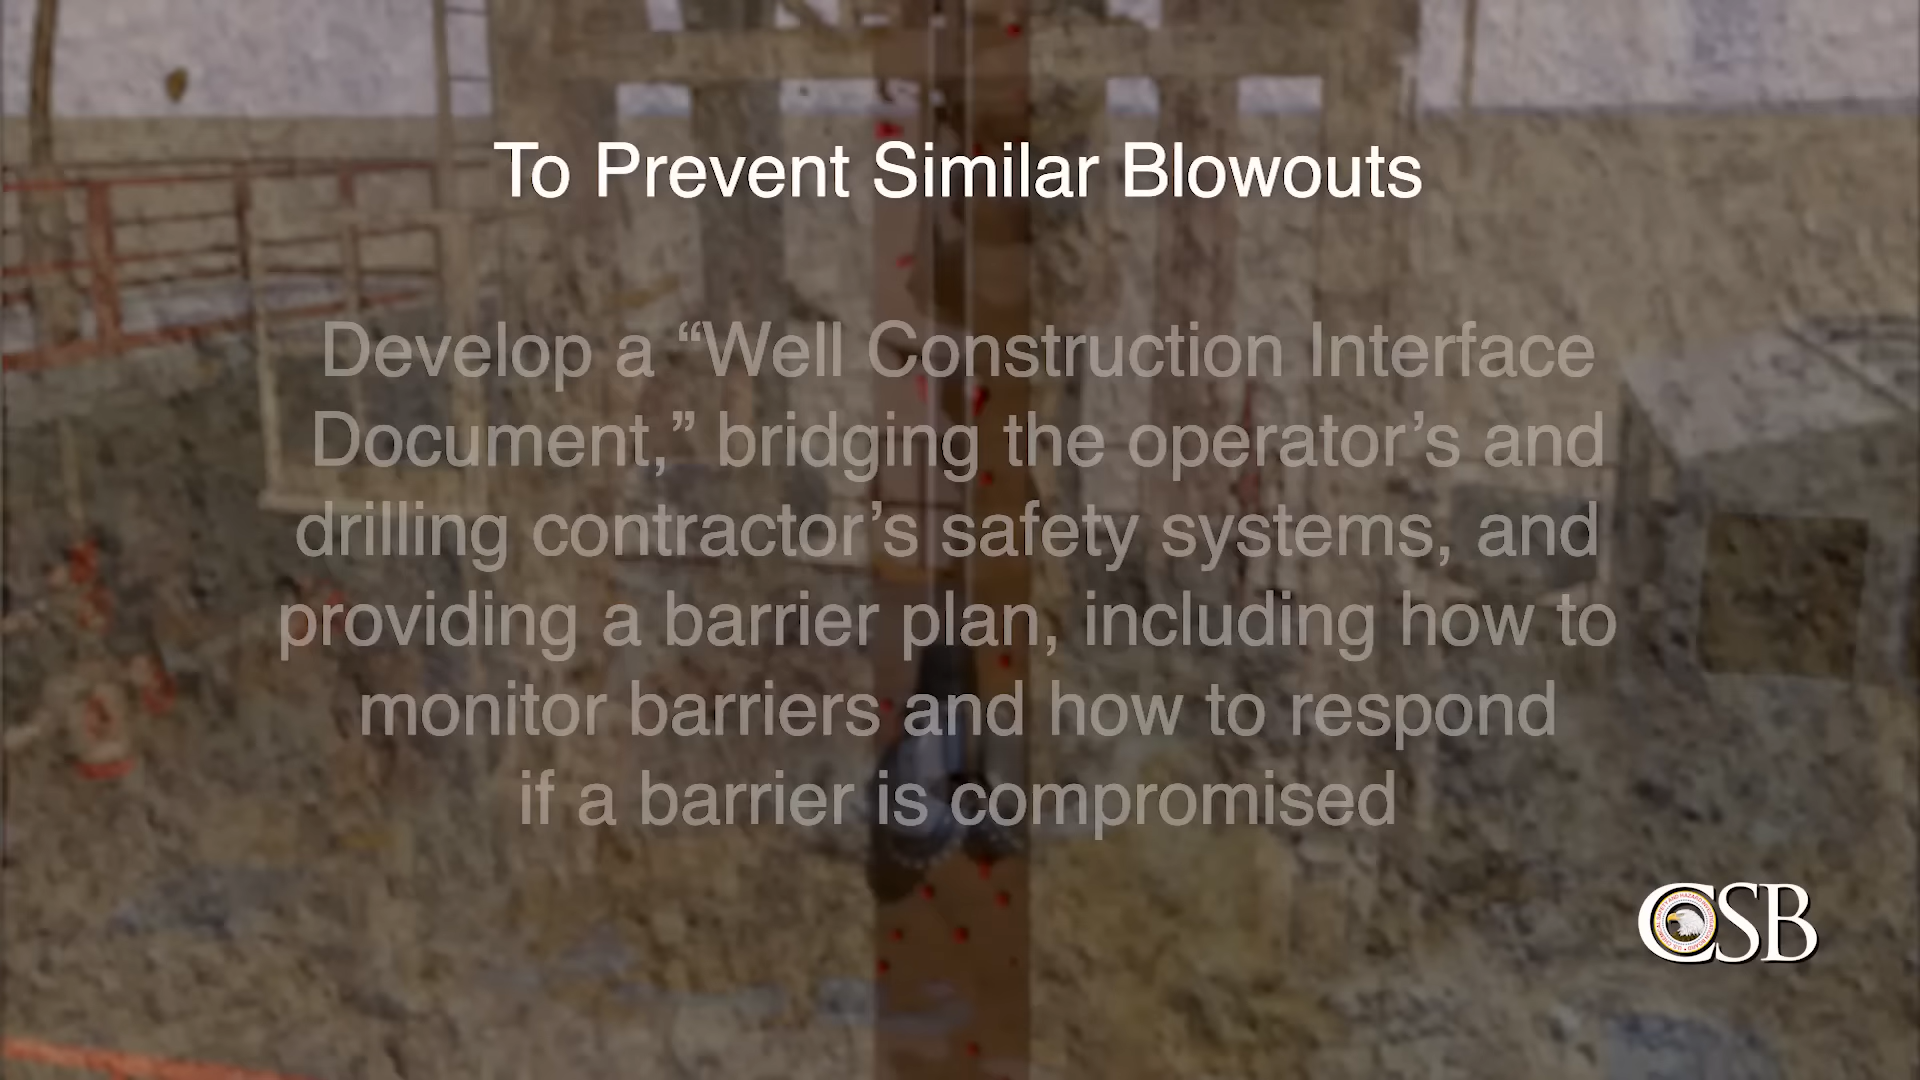 To Prevent Similar Blowouts
Develop a “Well Construction Interface
Document,” bridging the operator’s and
drilling contractor’s safety systems, and
providing a barrier plan, including how to
monitor barriers and how to respond
if a barrier is compromised
CSB